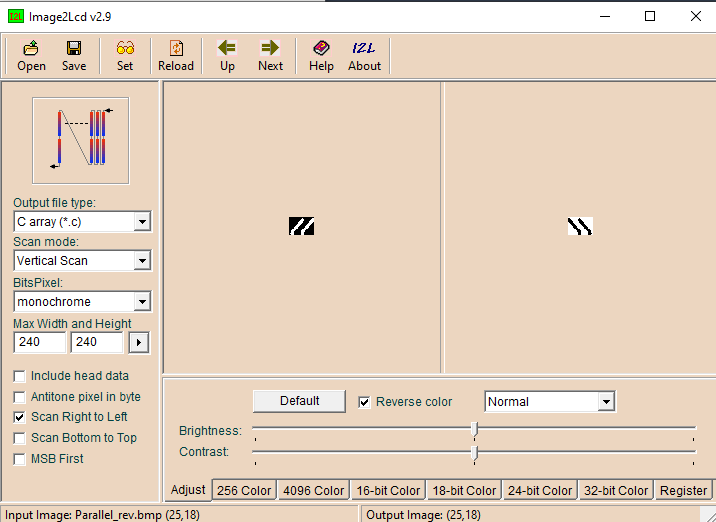 I2L Image2Lcd v2.9
Open Save Set Reload Up Next Help About
I2L
Output file type:
C array (*.c)
Scan mode:
Vertical Scan
BitsPixel:
monochrome
Max Width and Height
240 240
Include head data
Antitone pixel in byte
Scan Right to Left
Scan Bottom to Top
MSB First
Default Reverse color Normal
Brightness:
Contrast:
Adjust 256 Color 4096 Color 16-bit Color 18-bit Color 24-bit Color 32-bit Color Register
Input Image: Parallel_rev.bmp (25,18) Output Image: (25,18)